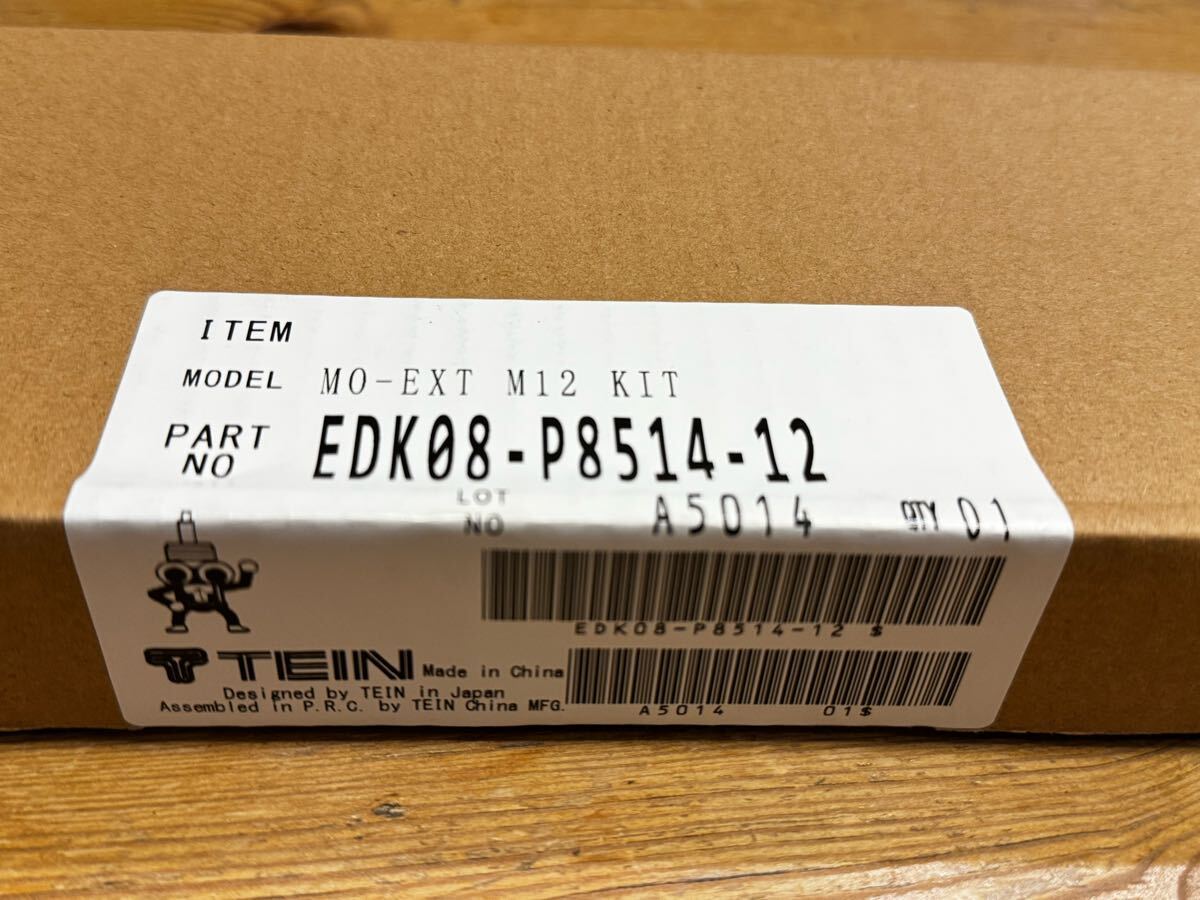 ITEM
MODEL MO-EXT M12 KIT
PART NO EDK08-P8514-12
LOT NO A5014 QTY 01
EDK08-P8514-12 $
TEIN Made in China
Designed by TEIN in Japan
Assembled in P.R.C. by TEIN China MFG.
A5014 01$